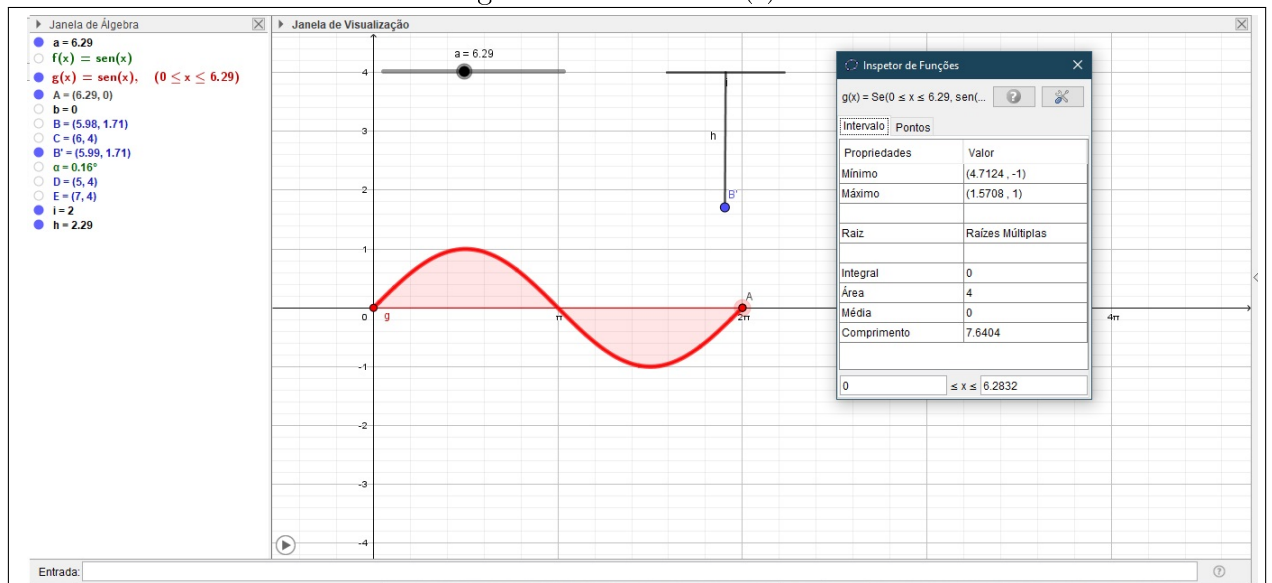 Janela de Álgebra
a = 6.29
f(x) = sen(x)
g(x) = sen(x), (0 ≤ x ≤ 6.29)
A = (6.29, 0)
b = 0
B = (5.98, 1.71)
C = (6, 4)
B' = (5.99, 1.71)
α = 0.16°
D = (5, 4)
E = (7, 4)
i = 2
h = 2.29
Janela de Visualização
a = 6.29
i
h
B'
4
3
2
1
0
-1
-2
-3
-4
g
π
A
2π
4π
Inspetor de Funções
g(x) = Se(0 ≤ x ≤ 6.29, sen(...
Intervalo Pontos
Propriedades Valor
Mínimo (4.7124 , -1)
Máximo (1.5708 , 1)
Raiz Raízes Múltiplas
Integral 0
Área 4
Média 0
Comprimento 7.6404
0 ≤ x ≤ 6.2832
Entrada: